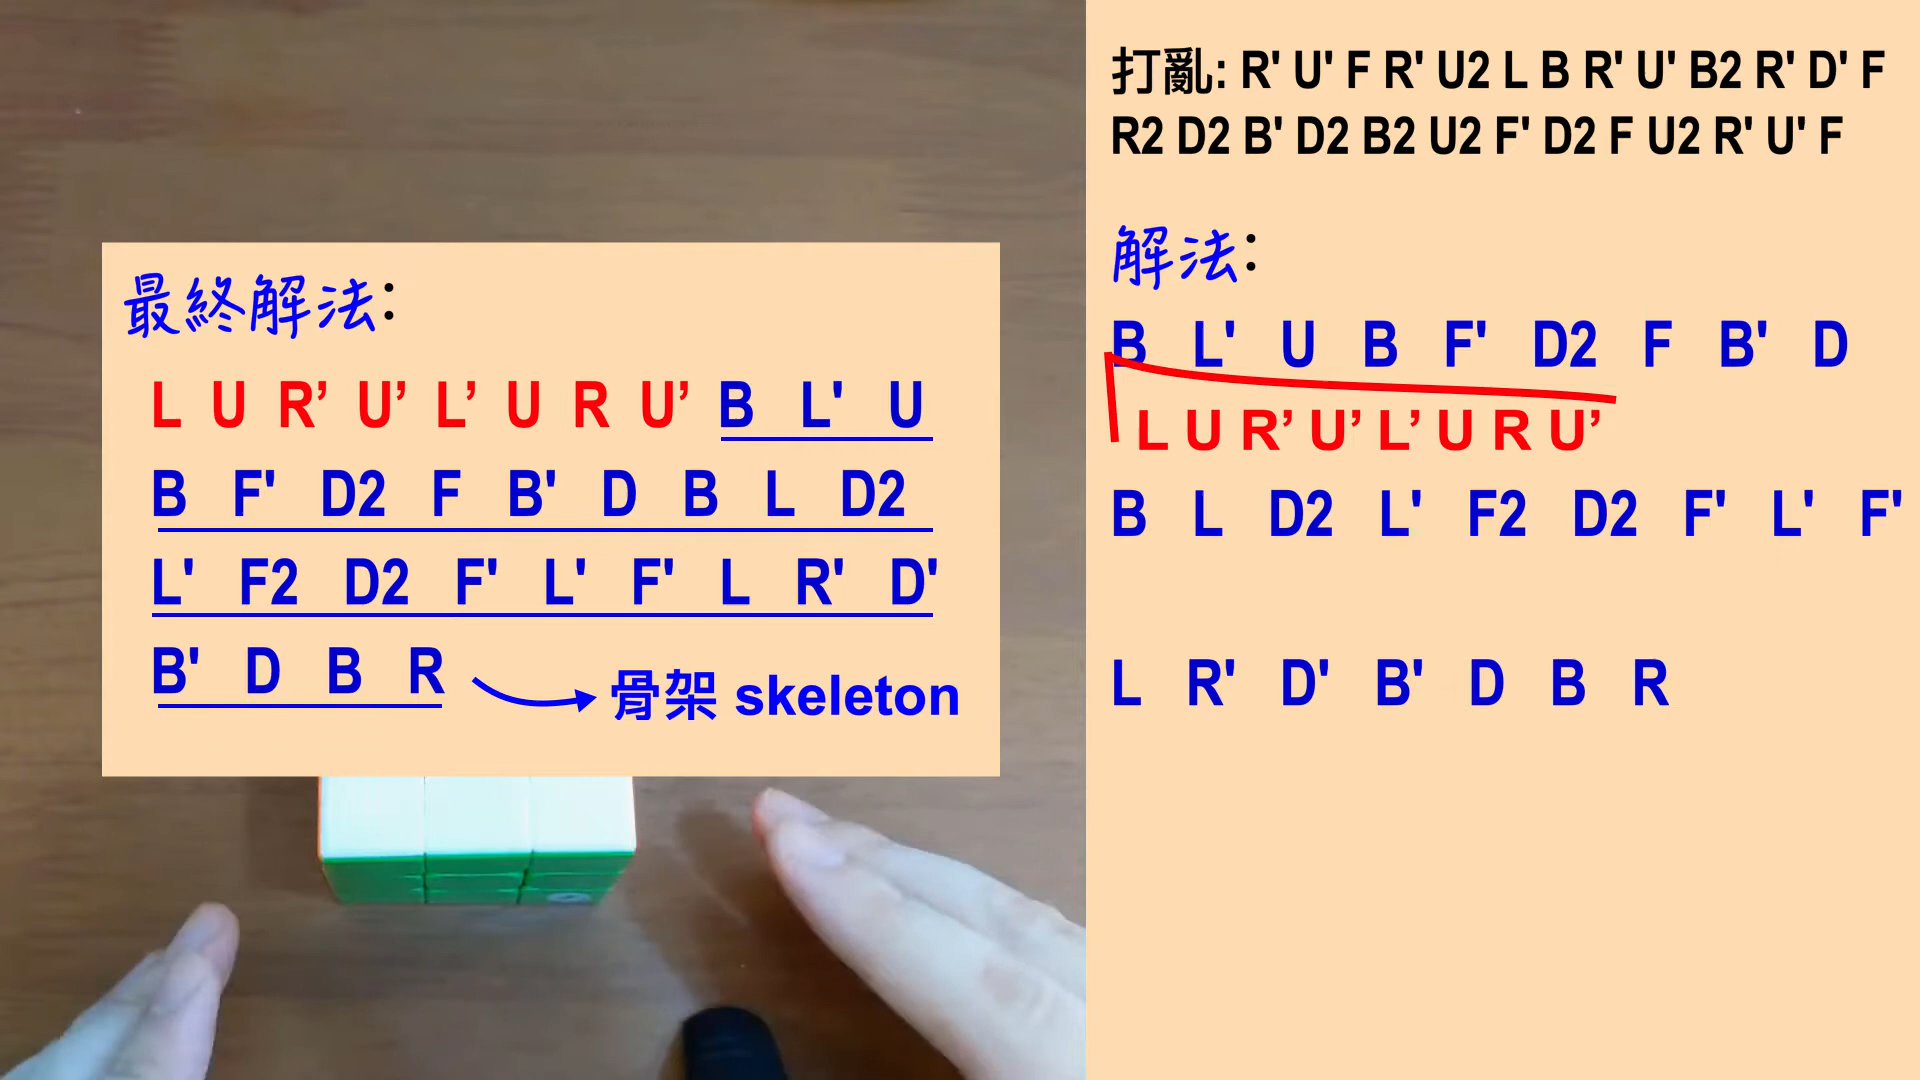 最終解法:
L U R’ U’ L’ U R U’ B L' U
B F' D2 F B' D B L D2
L' F2 D2 F' L' F' L R' D'
B' D B R
骨架 skeleton
打亂: R' U' F R' U2 L B R' U' B2 R' D' F
R2 D2 B' D2 B2 U2 F' D2 F U2 R' U' F
解法:
B L' U B F' D2 F B' D
L U R’ U’ L’ U R U’
B L D2 L' F2 D2 F' L' F'
L R' D' B' D B R